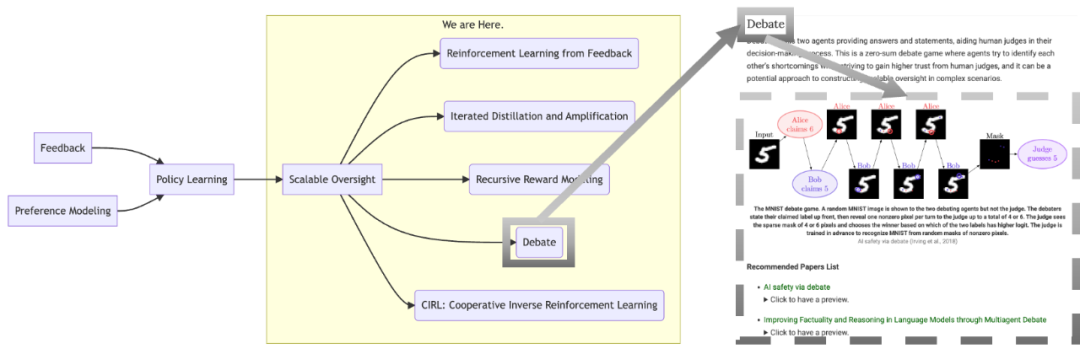 We are Here.
Feedback
Preference Modeling
Policy Learning
Scalable Oversight
Reinforcement Learning from Feedback
Iterated Distillation and Amplification
Recursive Reward Modeling
Debate
CIRL: Cooperative Inverse Reinforcement Learning
Debate
two agents providing answers and statements, aiding human judges in their
decision-making process. This is a zero-sum debate game where agents try to identify each
other's shortcomings while striving to gain higher trust from human judges, and it can be a
potential approach to constructing scalable oversight in complex scenarios.
Input
Alice
claims 6
Bob
claims 5
Alice
Alice
Alice
Bob
Bob
Bob
Mask
Judge
guesses 5
The MNIST debate game. A random MNIST image is shown to the two debating agents but not the judge. The debaters
state their claimed label up front, then reveal one nonzero pixel per turn to the judge up to a total of 4 or 6. The judge sees
the sparse mask of 4 or 6 pixels and chooses the winner based on which of the two labels has higher logit. The judge is
trained in advance to recognize MNIST from random masks of nonzero pixels.
AI safety via debate (Irving et al., 2018)
Recommended Papers List
• AI safety via debate
▶ Click to have a preview.
• Improving Factuality and Reasoning in Language Models through Multiagent Debate
▶ Click to have a preview.